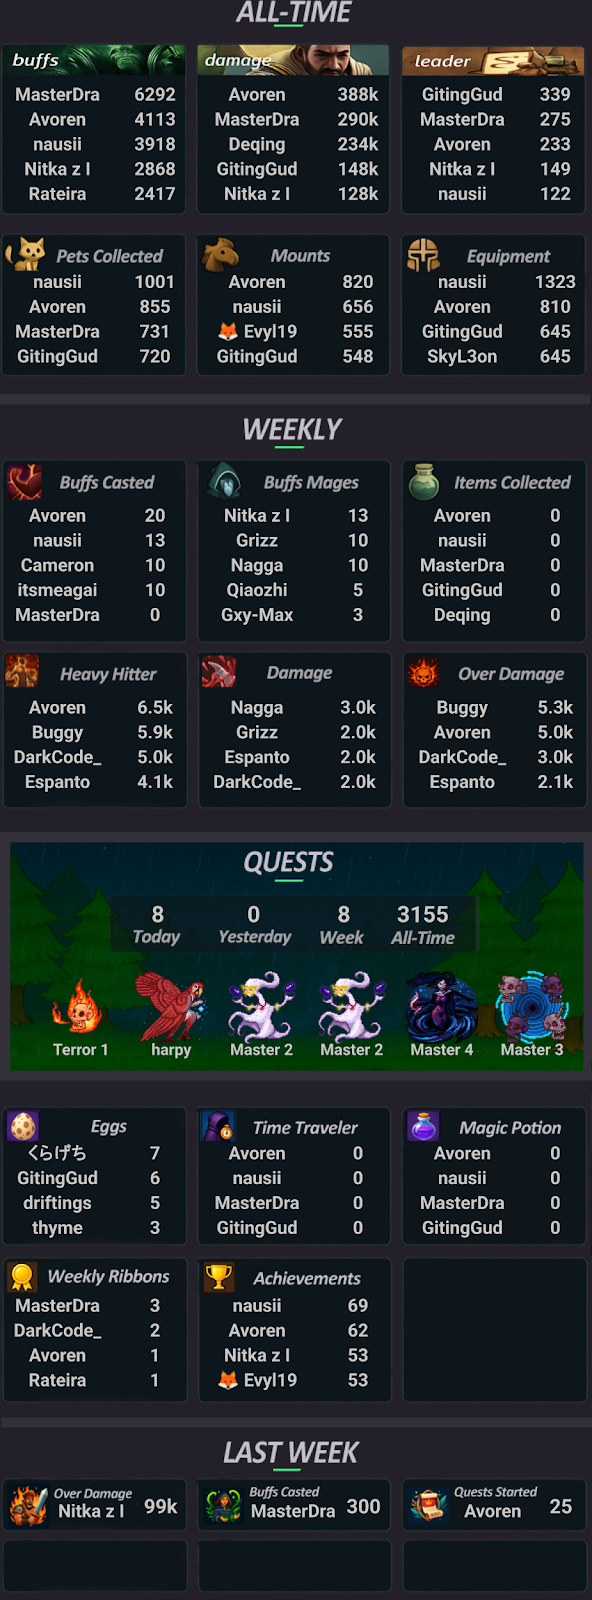 ALL-TIME
buffs
MasterDra 6292
Avoren 4113
nausii 3918
Nitka z l 2868
Rateira 2417
damage
Avoren 388k
MasterDra 290k
Deqing 234k
GitingGud 148k
Nitka z l 128k
leader
GitingGud 339
MasterDra 275
Avoren 233
Nitka z l 149
nausii 122
Pets Collected
nausii 1001
Avoren 855
MasterDra 731
GitingGud 720
Mounts
Avoren 820
nausii 656
🦊 Evyl19 555
GitingGud 548
Equipment
nausii 1323
Avoren 810
GitingGud 645
SkyL3on 645
WEEKLY
Buffs Casted
Avoren 20
nausii 13
Cameron 10
itsmeagai 10
MasterDra 0
Buffs Mages
Nitka z l 13
Grizz 10
Nagga 10
Qiaozhi 5
Gxy-Max 3
Items Collected
Avoren 0
nausii 0
MasterDra 0
GitingGud 0
Deqing 0
Heavy Hitter
Avoren 6.5k
Buggy 5.9k
DarkCode_ 5.0k
Espanto 4.1k
Damage
Nagga 3.0k
Grizz 2.0k
Espanto 2.0k
DarkCode_ 2.0k
Over Damage
Buggy 5.3k
Avoren 5.0k
DarkCode_ 3.0k
Espanto 2.1k
QUESTS
8 0 8 3155
Today Yesterday Week All-Time
Terror 1 harpy Master 2 Master 2 Master 4 Master 3
Eggs
くらげち 7
GitingGud 6
driftings 5
thyme 3
Time Traveler
Avoren 0
nausii 0
MasterDra 0
GitingGud 0
Magic Potion
Avoren 0
nausii 0
MasterDra 0
GitingGud 0
Weekly Ribbons
MasterDra 3
DarkCode_ 2
Avoren 1
Rateira 1
Achievements
nausii 69
Avoren 62
Nitka z l 53
🦊 Evyl19 53
LAST WEEK
Over Damage
Nitka z l 99k
Buffs Casted
MasterDra 300
Quests Started
Avoren 25